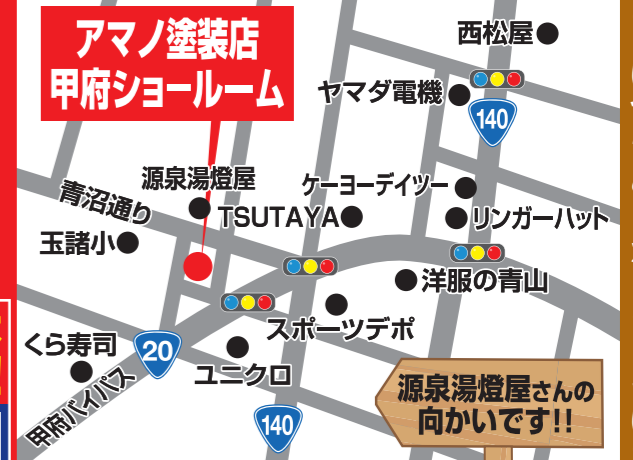 アマノ塗装店
甲府ショールーム
西松屋
ヤマダ電機
140
源泉湯燈屋
ケーヨーデイツー
青沼通り
TSUTAYA
リンガーハット
玉諸小
洋服の青山
スポーツデポ
くら寿司
20
ユニクロ
甲府バイパス
140
源泉湯燈屋さんの
向かいです!!